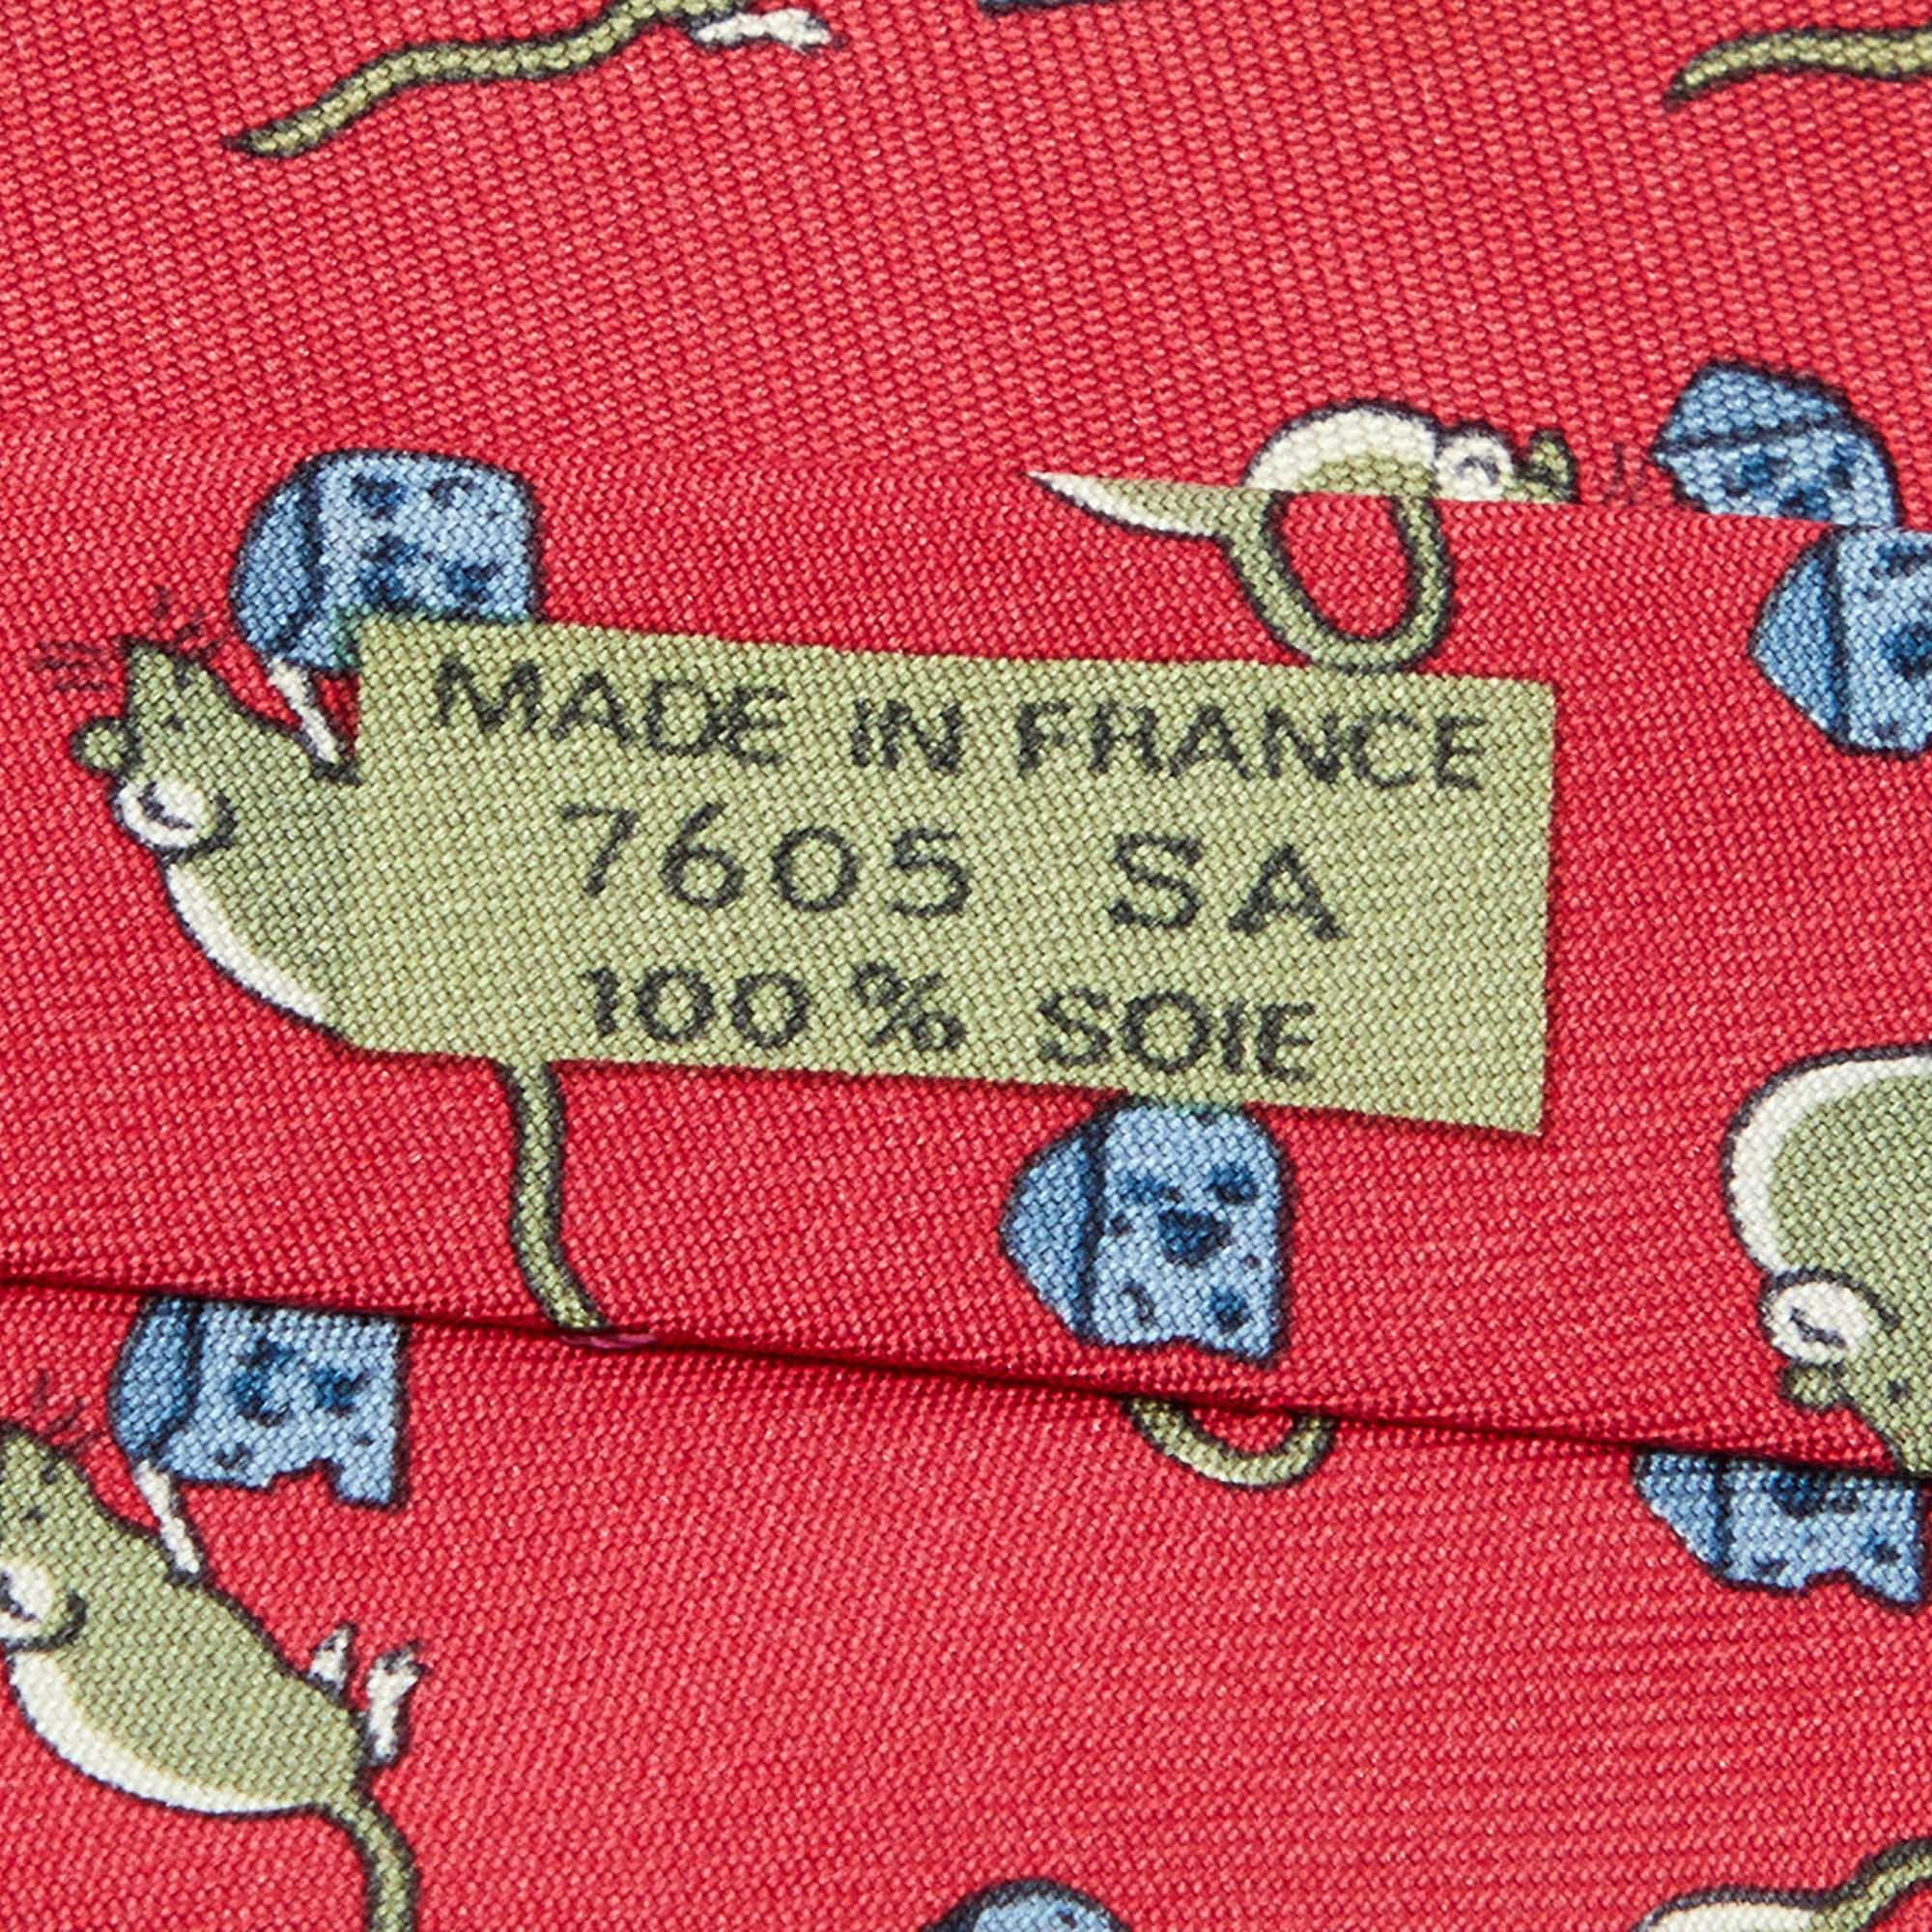 MADE IN FRANCE
7605 SA
100% SOIE